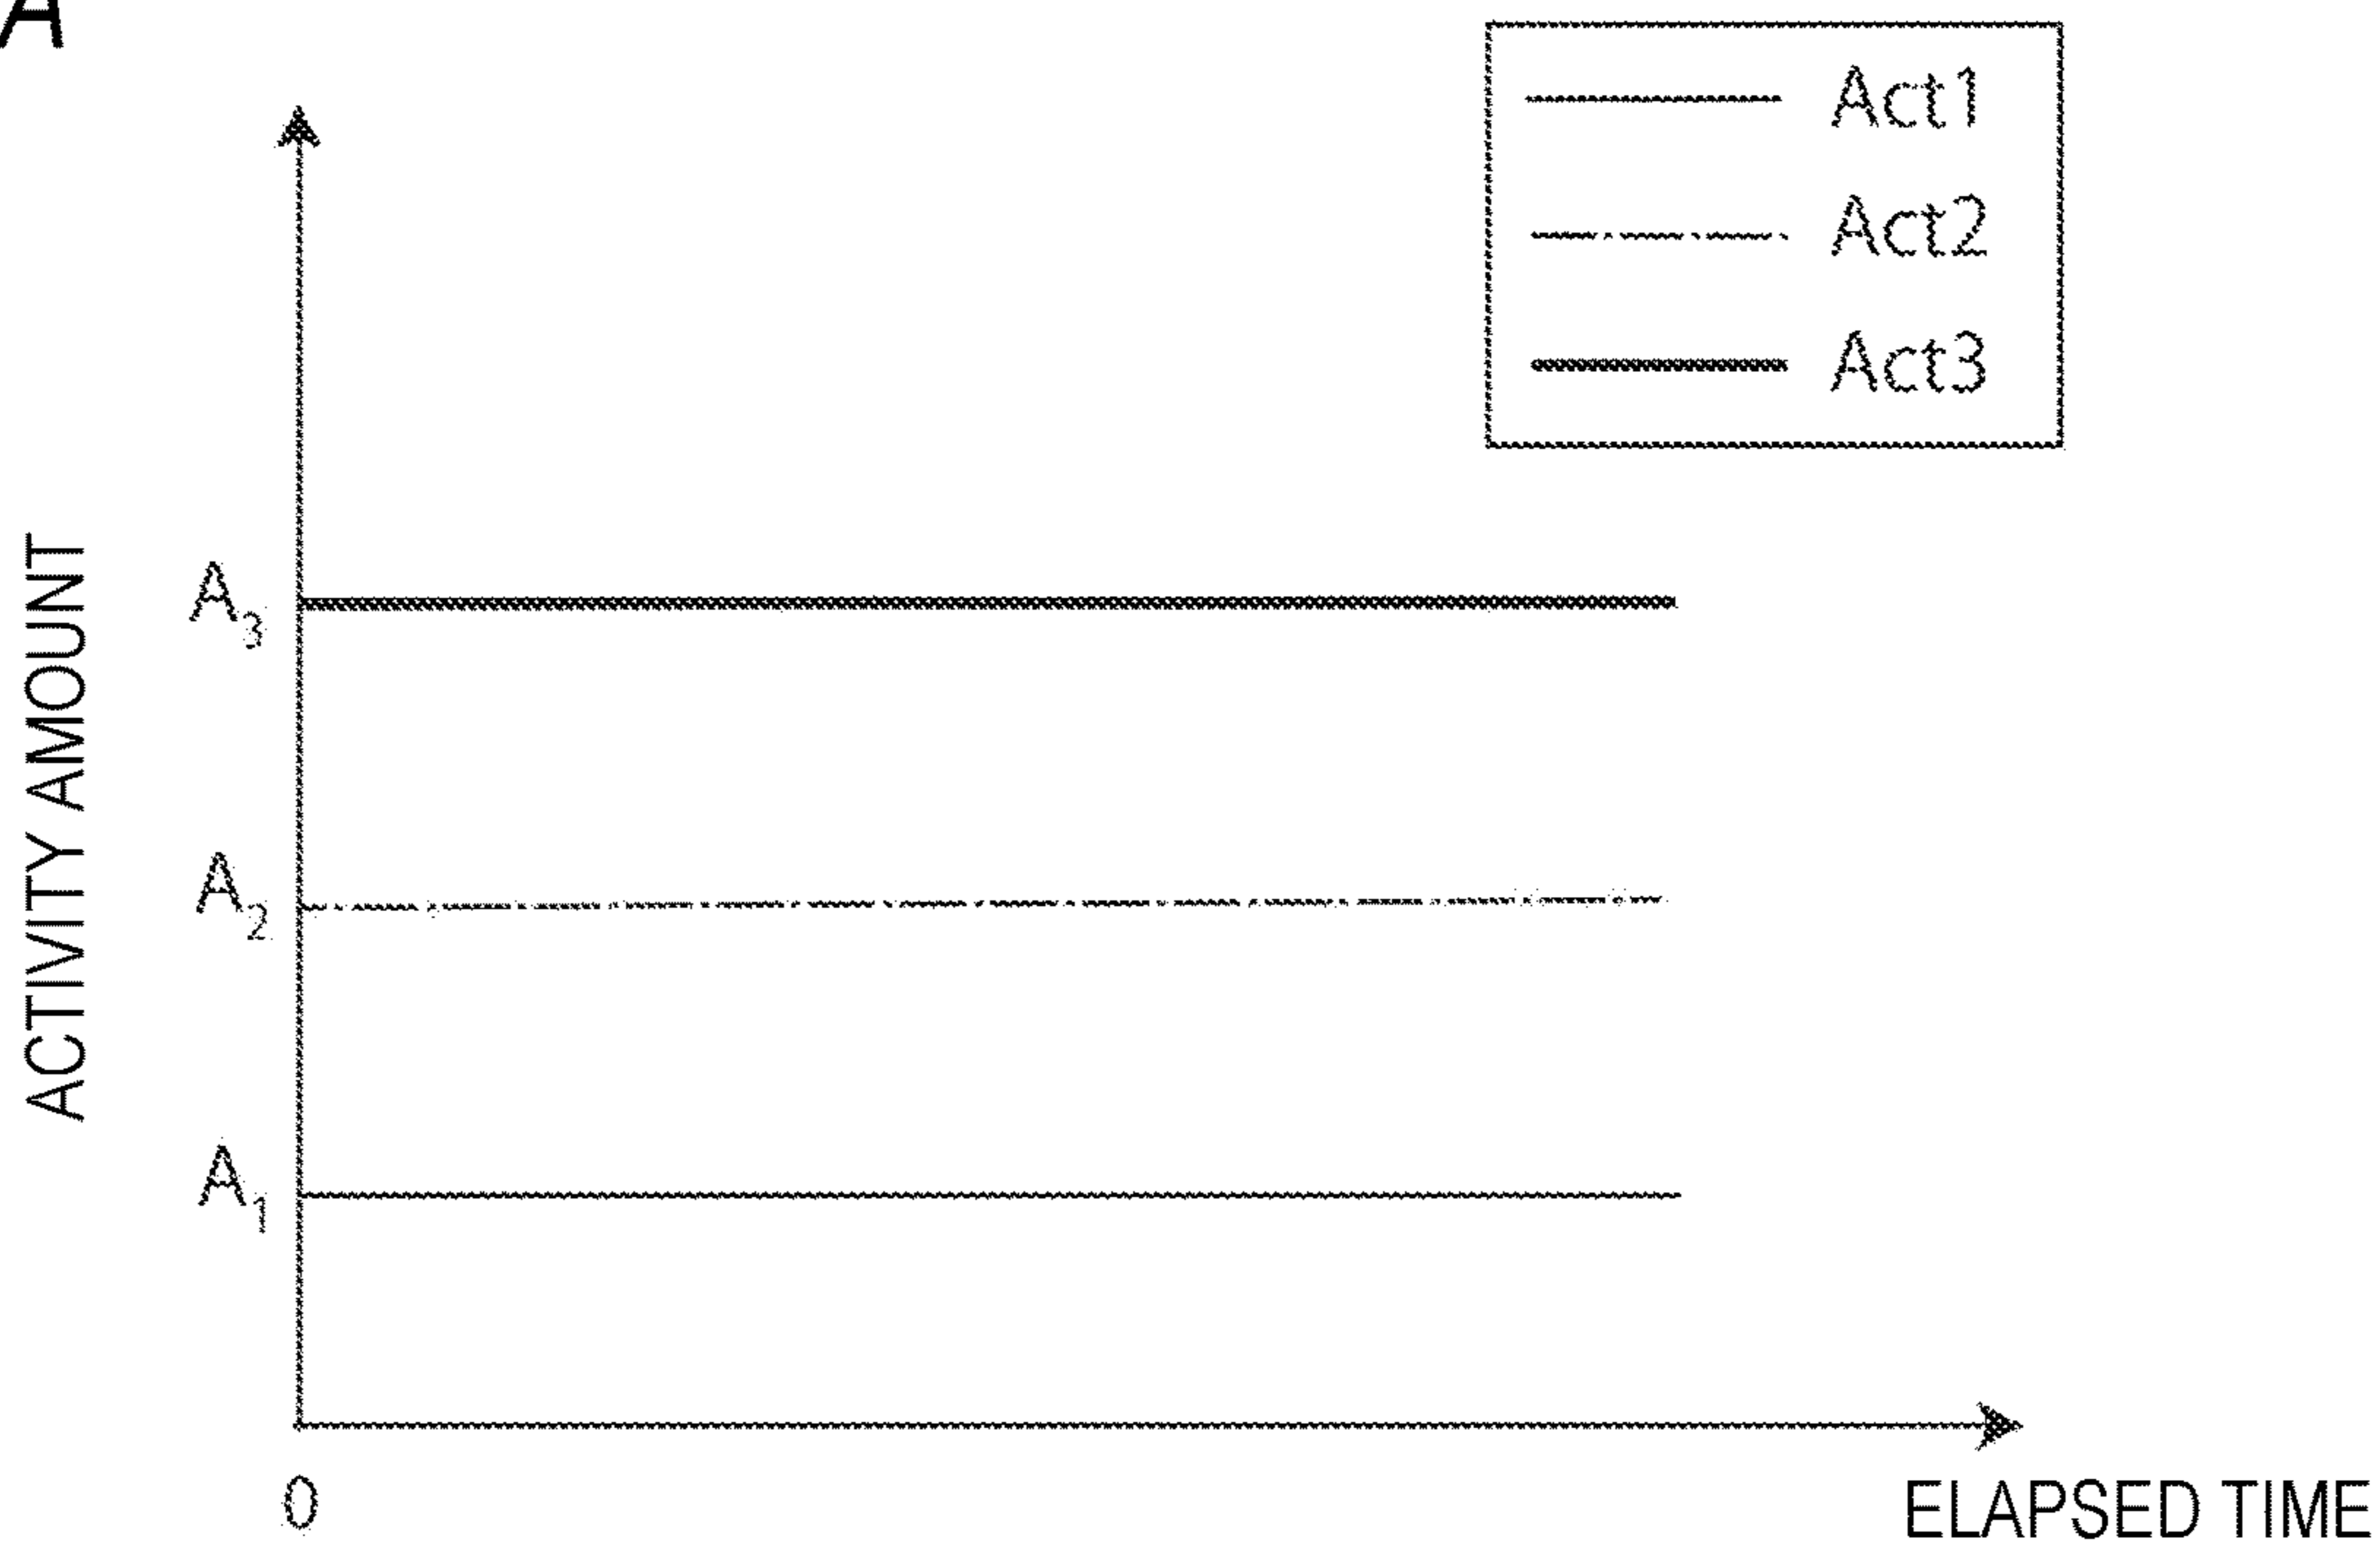 A
Act1
Act2
Act3
ACTIVITY AMOUNT
A3
A2
A1
0
ELAPSED TIME